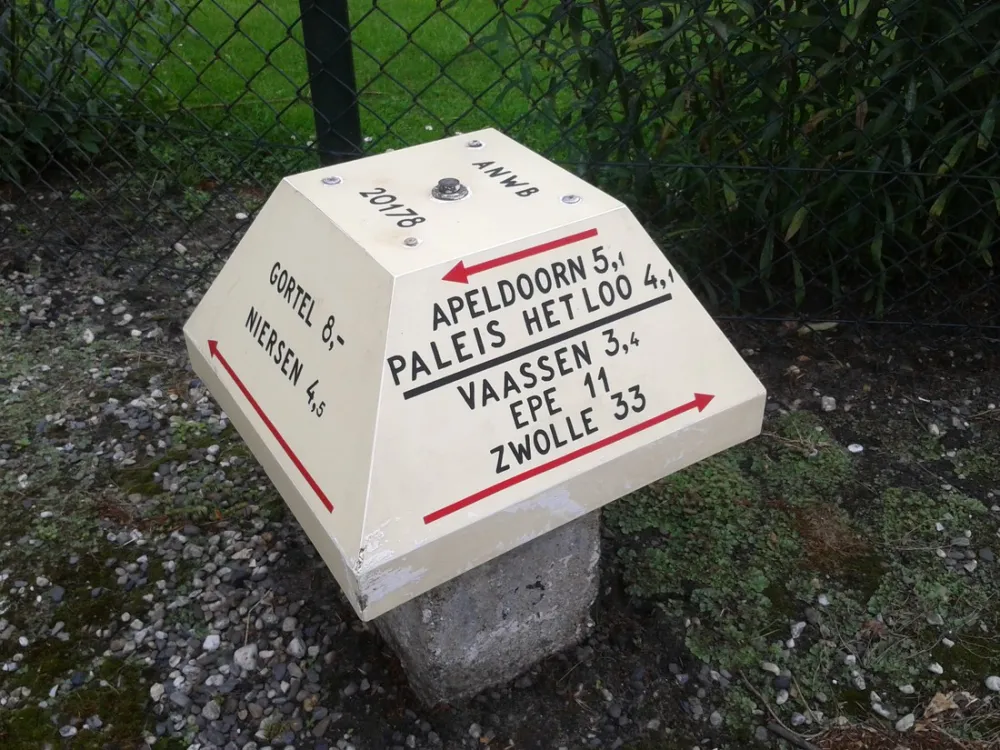 ANWB
20178
GORTEL 8,-
NIERSEN 4,5
APELDOORN 5,1
PALEIS HET LOO 4,1
VAASSEN 3,4
EPE 11
ZWOLLE 33